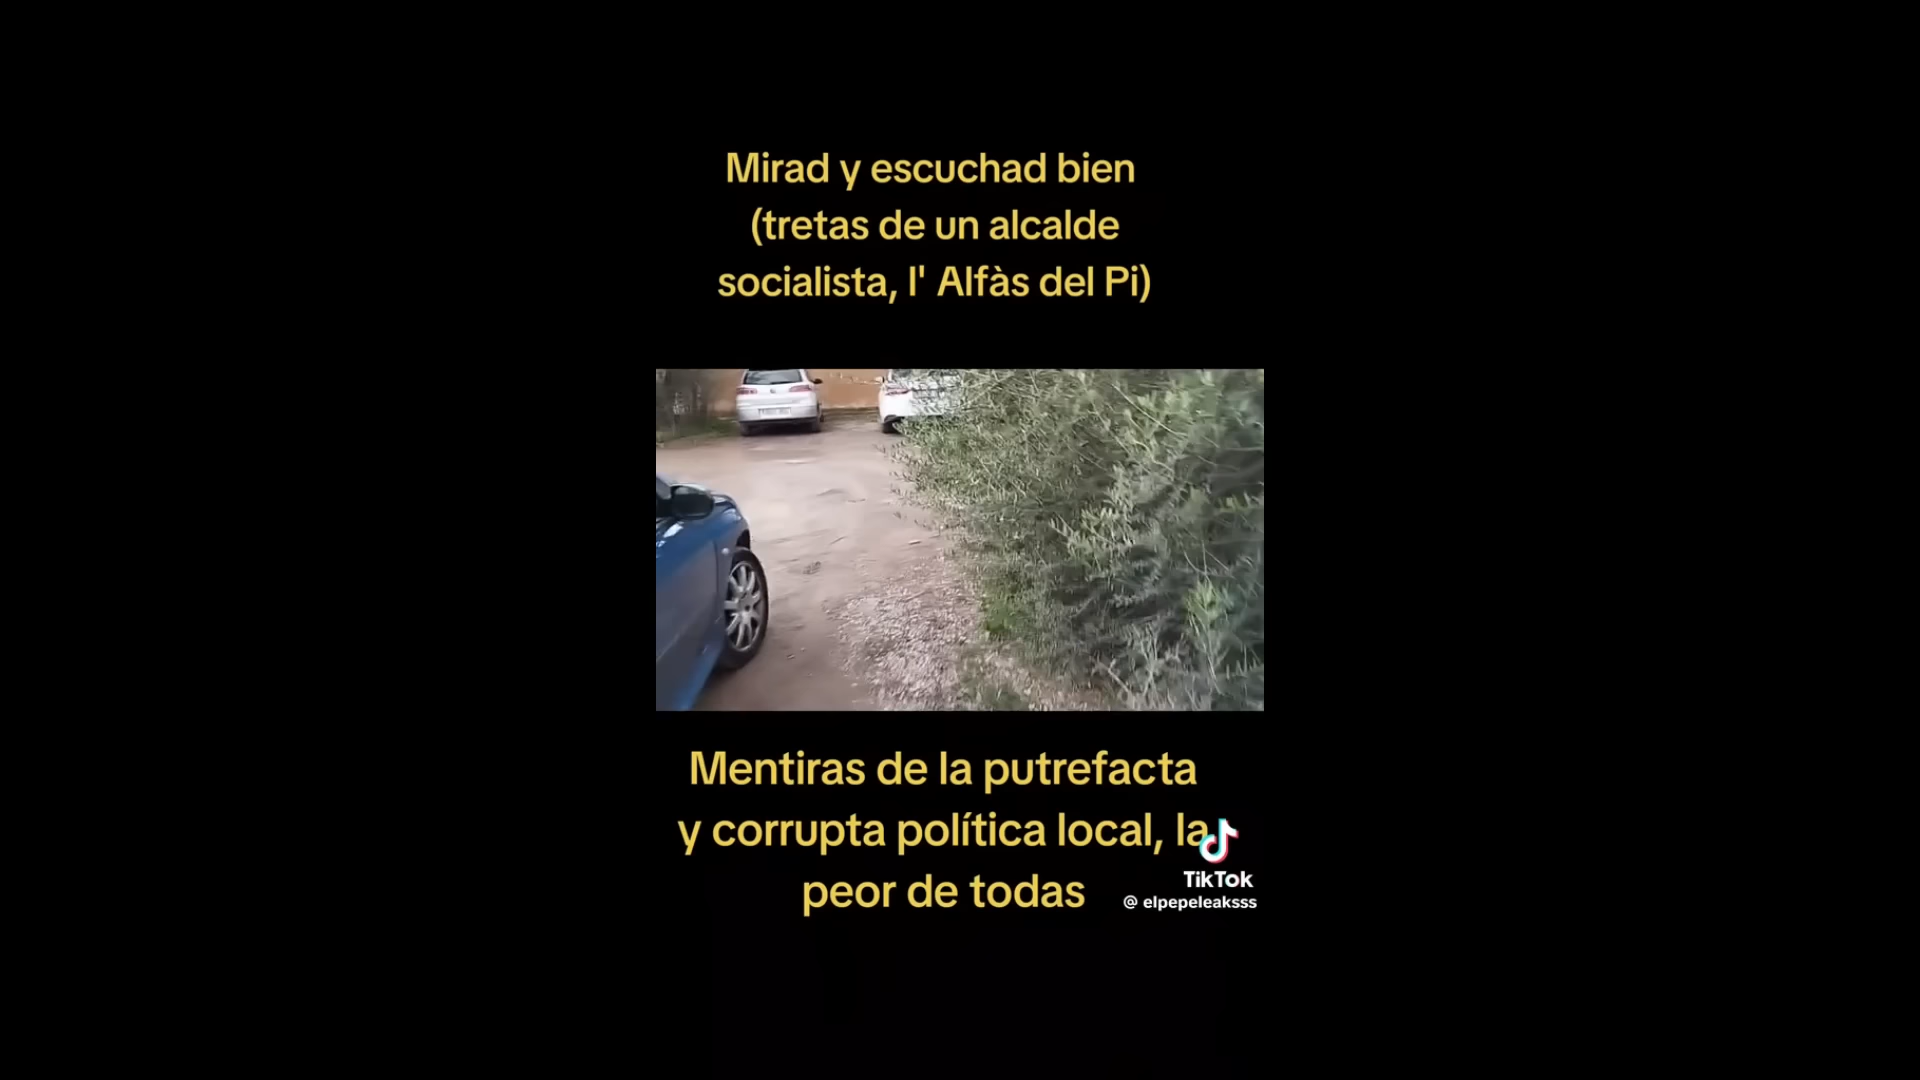 Mirad y escuchad bien
(tretas de un alcalde
socialista, l' Alfàs del Pi)
Mentiras de la putrefacta
y corrupta política local, la
peor de todas
TikTok
@ elpepeleaksss